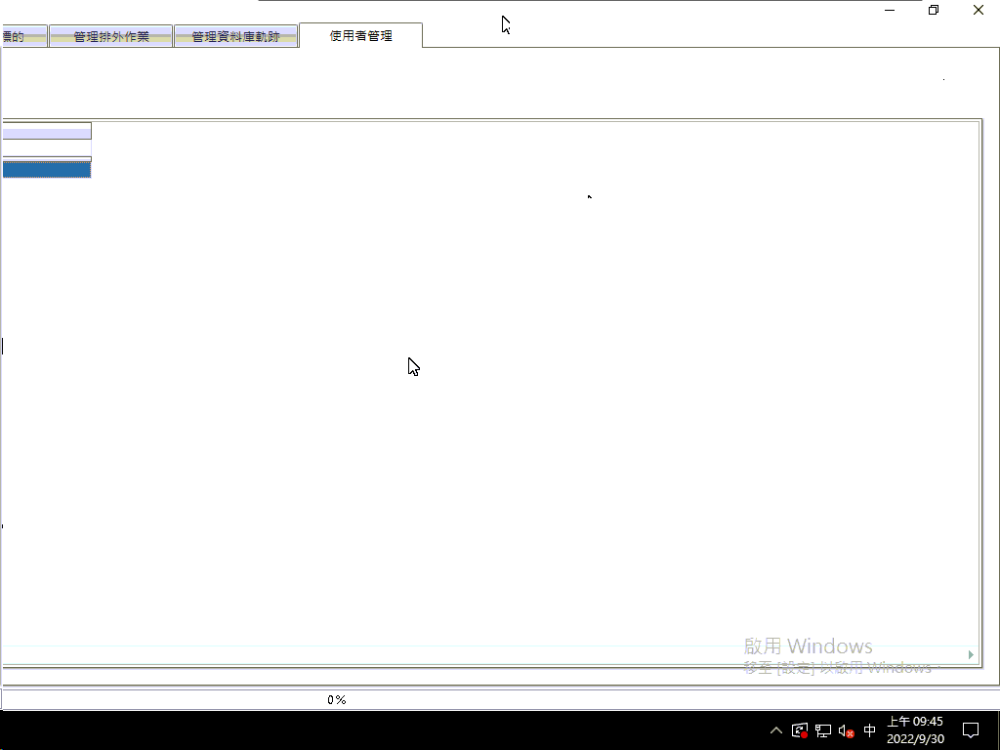 標的 管理排外作業 管理資料庫軌跡 使用者管理
啟用 Windows
移至 [設定] 以啟用 Windows。
0%
中 上午 09:45
2022/9/30